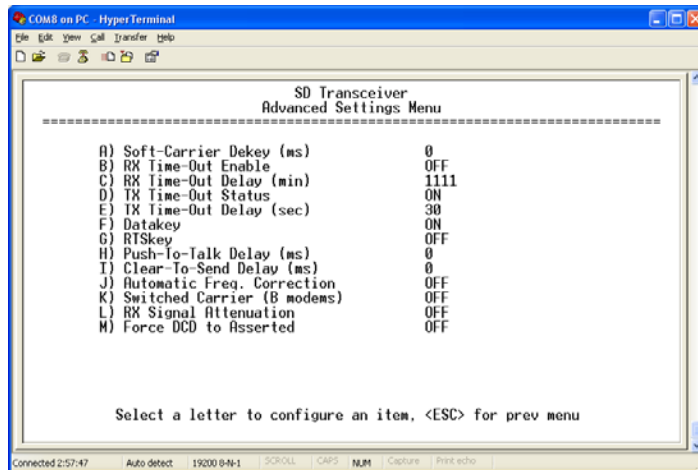 COM8 on PC - HyperTerminal
File Edit View Call Transfer Help
SD Transceiver
Advanced Settings Menu
================================================================================
A) Soft-Carrier Dekey (ms) 0
B) RX Time-Out Enable OFF
C) RX Time-Out Delay (min) 1111
D) TX Time-Out Status ON
E) TX Time-Out Delay (sec) 30
F) Datakey ON
G) RTSkey OFF
H) Push-To-Talk Delay (ms) 0
I) Clear-To-Send Delay (ms) 0
J) Automatic Freq. Correction OFF
K) Switched Carrier (B modems) OFF
L) RX Signal Attenuation OFF
M) Force DCD to Asserted OFF
Select a letter to configure an item, <ESC> for prev menu
Connected 2:57:47 Auto detect 19200 8-N-1 SCROLL CAPS NUM Capture Print echo